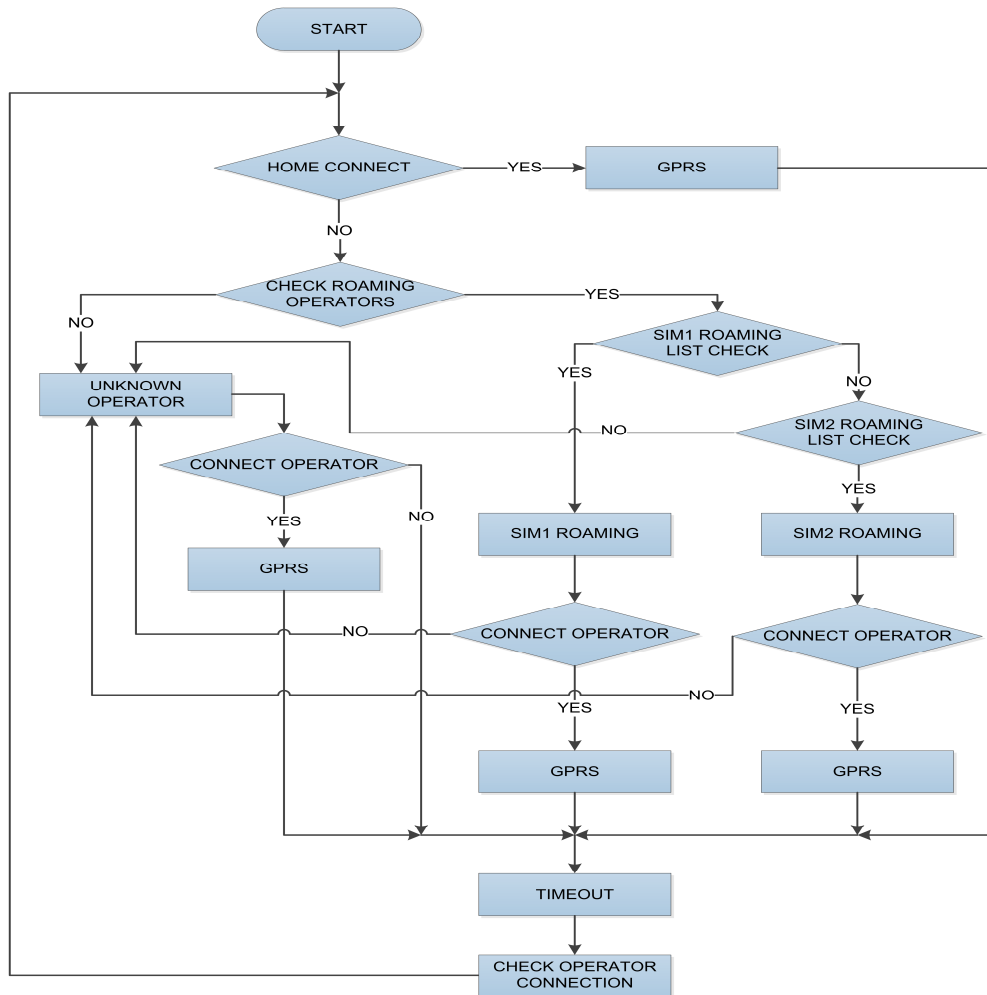 START
HOME CONNECT
YES
GPRS
NO
CHECK ROAMING
OPERATORS
YES
NO
SIM1 ROAMING
LIST CHECK
YES
NO
UNKNOWN
OPERATOR
SIM2 ROAMING
LIST CHECK
NO
CONNECT OPERATOR
YES
NO
YES
SIM1 ROAMING
SIM2 ROAMING
GPRS
CONNECT OPERATOR
NO
CONNECT OPERATOR
NO
YES
YES
GPRS
GPRS
TIMEOUT
CHECK OPERATOR
CONNECTION